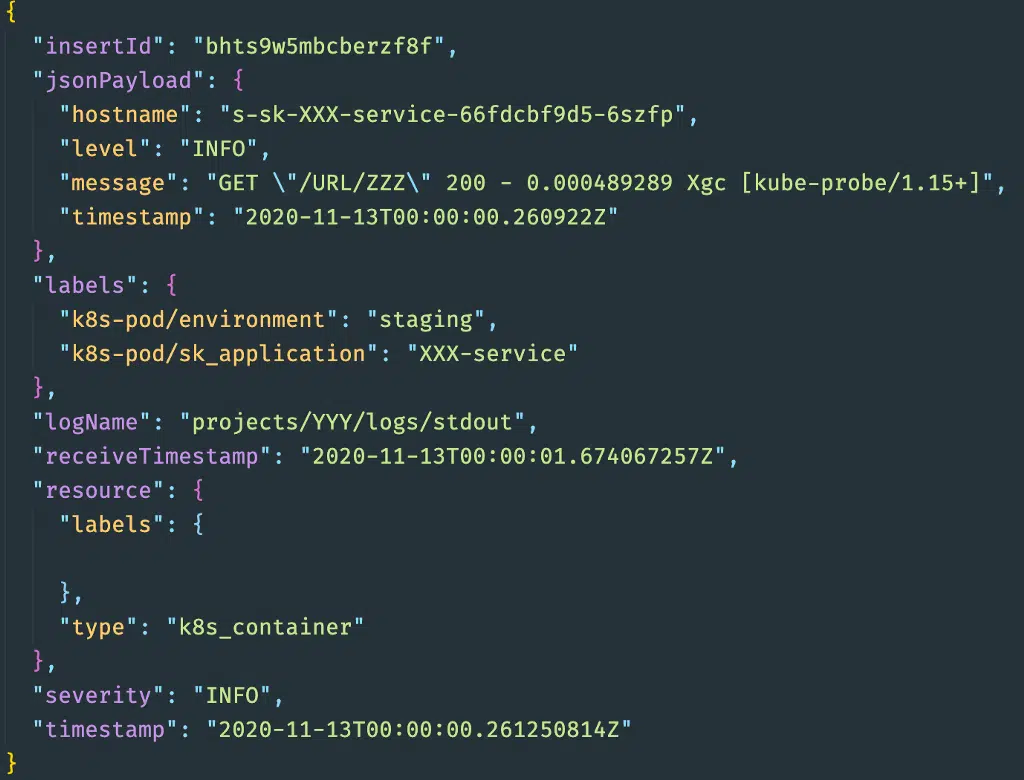 {
  "insertId": "bhts9w5mbcberzf8f",
  "jsonPayload": {
    "hostname": "s-sk-XXX-service-66fdcbf9d5-6szfp",
    "level": "INFO",
    "message": "GET \"/URL/ZZZ\" 200 - 0.000489289 Xgc [kube-probe/1.15+]",
    "timestamp": "2020-11-13T00:00:00.260922Z"
  },
  "labels": {
    "k8s-pod/environment": "staging",
    "k8s-pod/sk_application": "XXX-service"
  },
  "logName": "projects/YYY/logs/stdout",
  "receiveTimestamp": "2020-11-13T00:00:01.674067257Z",
  "resource": {
    "labels": {

    },
    "type": "k8s_container"
  },
  "severity": "INFO",
  "timestamp": "2020-11-13T00:00:00.261250814Z"
}